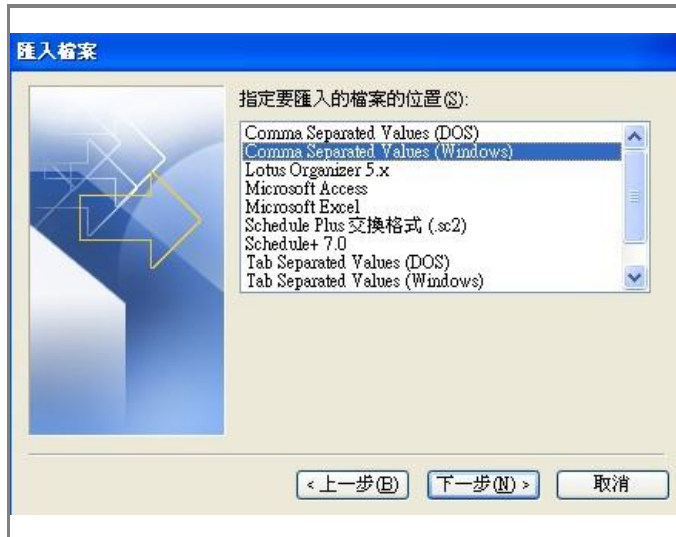 匯入檔案
指定要匯入的檔案的位置(S):
Comma Separated Values (DOS)
Comma Separated Values (Windows)
Lotus Organizer 5.x
Microsoft Access
Microsoft Excel
Schedule Plus 交換格式 (.sc2)
Schedule+ 7.0
Tab Separated Values (DOS)
Tab Separated Values (Windows)
<上一步(B) 下一步(N)> 取消